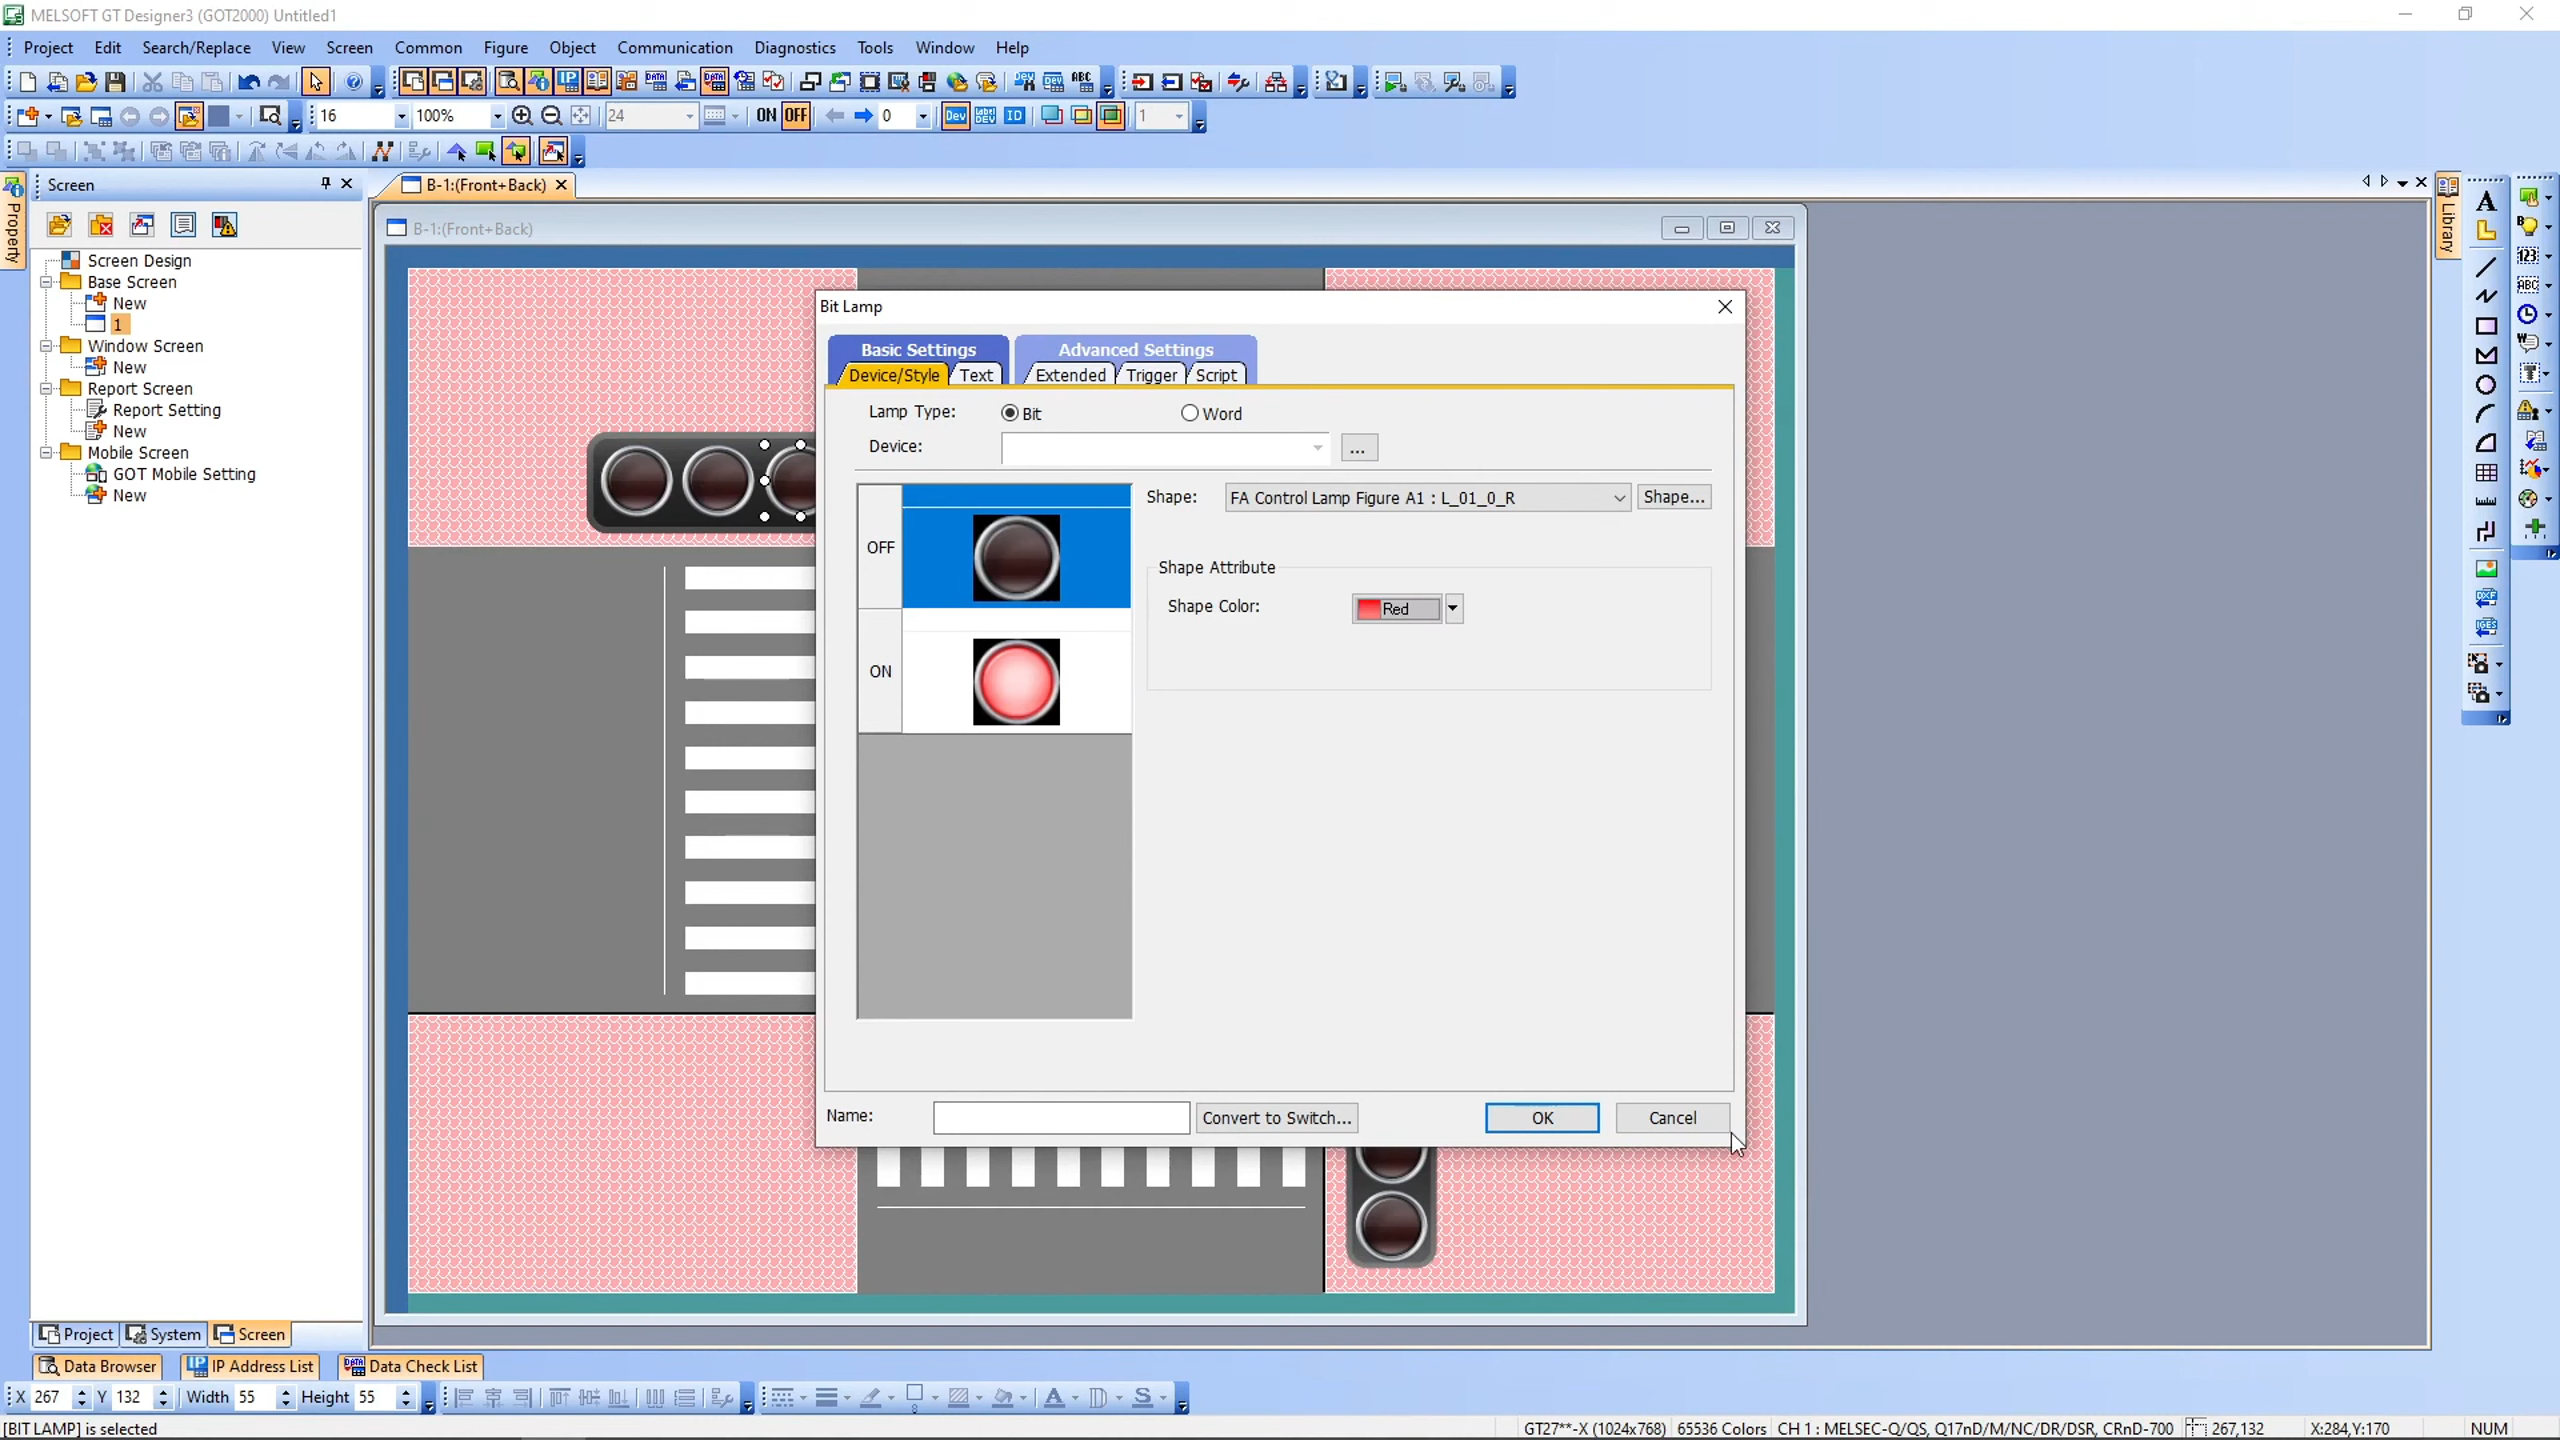 MELSOFT GT Designer3 (GOT2000) Untitled1
Project Edit Search/Replace View Screen Common Figure Object Communication Diagnostics Tools Window Help
16 100% 24 ON OFF 0 Dev ID 1
Screen
B-1:(Front+Back)
Property
Library
B-1:(Front+Back)
Screen Design
Base Screen
New
1
Window Screen
New
Report Screen
Report Setting
New
Mobile Screen
GOT Mobile Setting
New
Bit Lamp
Basic Settings Advanced Settings
Device/Style Text Extended Trigger Script
Lamp Type: Bit Word
Device: ...
Shape: FA Control Lamp Figure A1 : L_01_0_R Shape...
OFF
Shape Attribute
Shape Color: Red
ON
Name: Convert to Switch... OK Cancel
Project System Screen
Data Browser IP Address List Data Check List
X 267 Y 132 Width 55 Height 55
[BIT LAMP] is selected GT27**-X (1024x768) 65536 Colors CH 1 : MELSEC-Q/QS, Q17nD/M/NC/DR/DSR, CRnD-700 267,132 X:284,Y:170 NUM